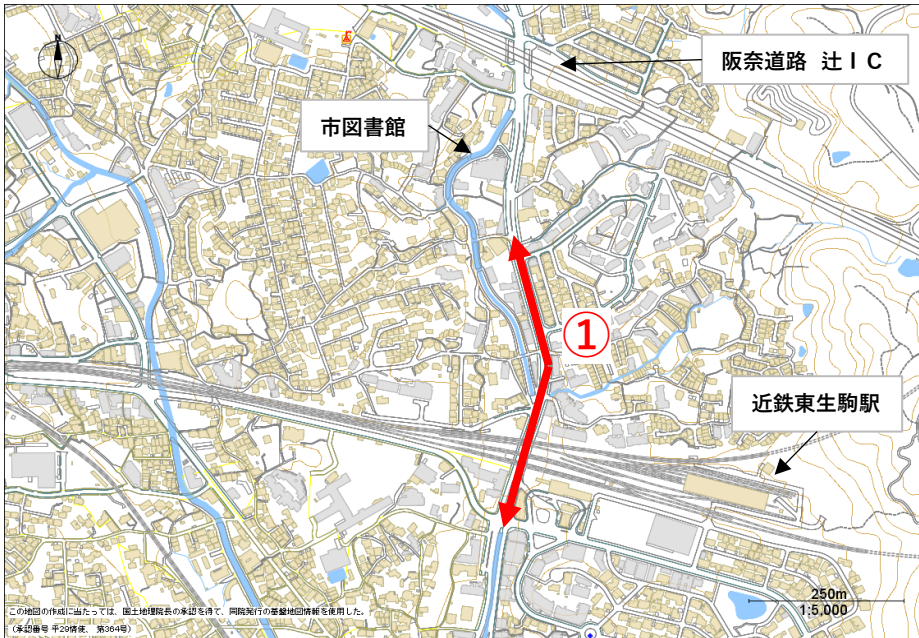 N
阪奈道路 辻IC
市図書館
①
近鉄東生駒駅
250m
1:5,000
この地図の作成に当たっては、国土地理院長の承認を得て、同院発行の基盤地図情報を使用した。
(承認番号 平29情使、 第364号)